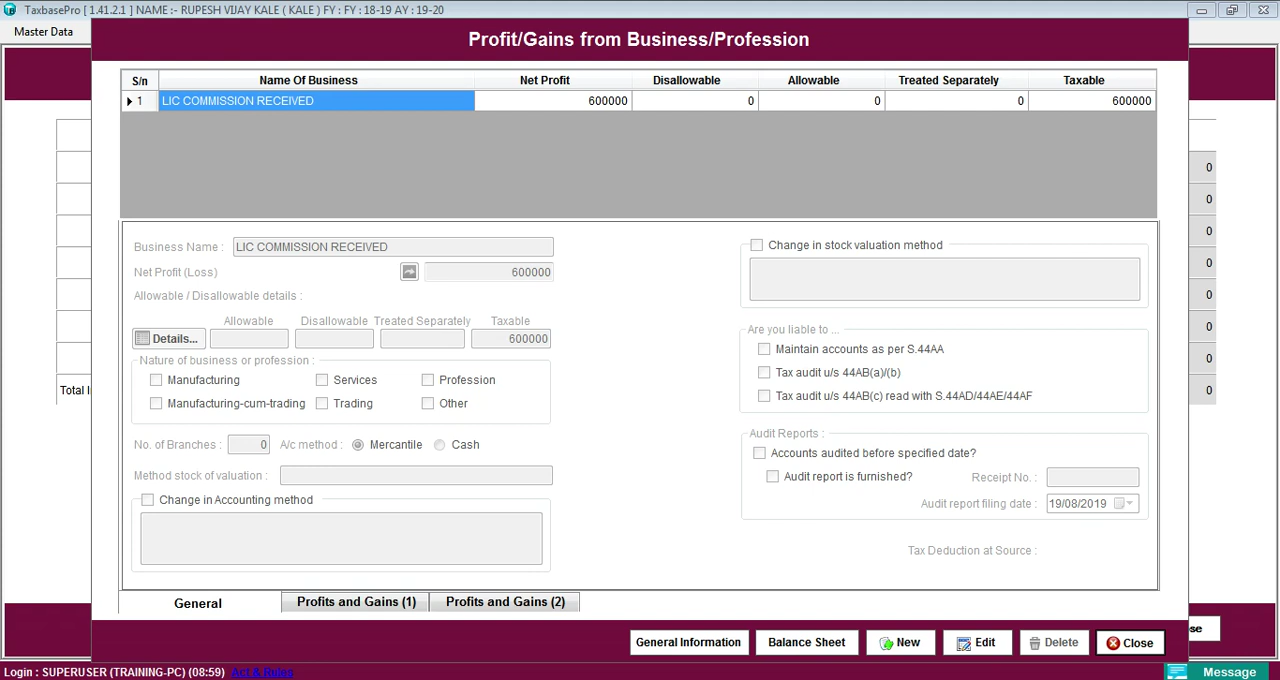 TaxbasePro [ 1.41.2.1 ] NAME :- RUPESH VIJAY KALE ( KALE ) FY : FY : 18-19 AY : 19-20
Master Data
Profit/Gains from Business/Profession
S/n Name Of Business Net Profit Disallowable Allowable Treated Separately Taxable
1 LIC COMMISSION RECEIVED 600000 0 0 0 600000
0
0
0
0
0
0
0
0
Total I
Business Name : LIC COMMISSION RECEIVED
Net Profit (Loss) 600000
Allowable / Disallowable details :
Allowable Disallowable Treated Separately Taxable
Details... 600000
Nature of business or profession :
Manufacturing Services Profession
Manufacturing-cum-trading Trading Other
No. of Branches : 0 A/c method : Mercantile Cash
Method stock of valuation :
Change in Accounting method
Change in stock valuation method
Are you liable to ...
Maintain accounts as per S.44AA
Tax audit u/s 44AB(a)/(b)
Tax audit u/s 44AB(c) read with S.44AD/44AE/44AF
Audit Reports :
Accounts audited before specified date?
Audit report is furnished? Receipt No. :
Audit report filing date : 19/08/2019
Tax Deduction at Source :
General Profits and Gains (1) Profits and Gains (2)
General Information Balance Sheet New Edit Delete Close
se
Login : SUPERUSER (TRAINING-PC) (08:59) Act & Rules Message